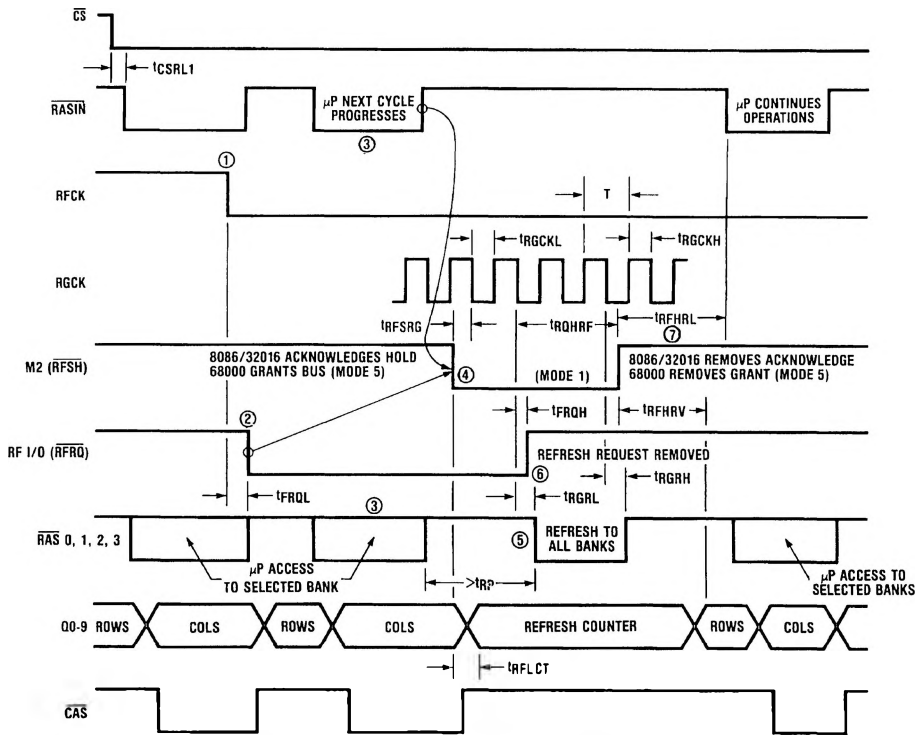 CS
tCSRL1
RASIN
μP NEXT CYCLE
PROGRESSES
μP CONTINUES
OPERATIONS
③
①
RFCK
T
tRGCKL
tRGCKH
RGCK
tRFSRG
tRQHRF
tRFHRL
⑦
M2 (RFSH)
8086/32016 ACKNOWLEDGES HOLD
68000 GRANTS BUS (MODE 5)
④
(MODE 1)
8086/32016 REMOVES ACKNOWLEDGE
68000 REMOVES GRANT (MODE 5)
②
tFRQH
tRFHRV
RF I/O (RFRQ)
REFRESH REQUEST REMOVED
⑥
tFRQL
③
tRGRL
tRGRH
RAS 0, 1, 2, 3
⑤
REFRESH TO
ALL BANKS
μP ACCESS
TO SELECTED BANK
>tRP
μP ACCESS TO
SELECTED BANKS
Q0-9 ROWS COLS ROWS COLS REFRESH COUNTER ROWS COLS
tRFLCT
CAS